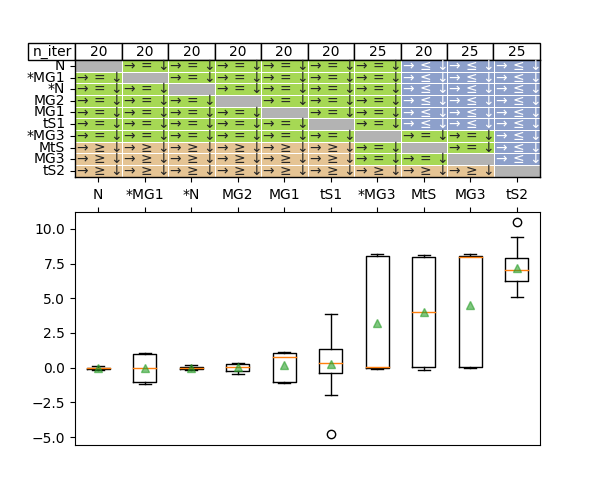 n_iter 20 20 20 20 20 20 25 20 25 25
N → = ↓ → = ↓ → = ↓ → = ↓ → = ↓ → = ↓ → ≤ ↓ → ≤ ↓ → ≤ ↓
*MG1 → = ↓ → = ↓ → = ↓ → = ↓ → = ↓ → = ↓ → ≤ ↓ → ≤ ↓ → ≤ ↓
*N → = ↓ → = ↓ → = ↓ → = ↓ → = ↓ → = ↓ → ≤ ↓ → ≤ ↓ → ≤ ↓
MG2 → = ↓ → = ↓ → = ↓ → = ↓ → = ↓ → = ↓ → ≤ ↓ → ≤ ↓ → ≤ ↓
MG1 → = ↓ → = ↓ → = ↓ → = ↓ → = ↓ → = ↓ → ≤ ↓ → ≤ ↓ → ≤ ↓
tS1 → = ↓ → = ↓ → = ↓ → = ↓ → = ↓ → = ↓ → ≤ ↓ → ≤ ↓ → ≤ ↓
*MG3 → = ↓ → = ↓ → = ↓ → = ↓ → = ↓ → = ↓ → = ↓ → = ↓ → ≤ ↓
MtS → ≥ ↓ → ≥ ↓ → ≥ ↓ → ≥ ↓ → ≥ ↓ → ≥ ↓ → = ↓ → = ↓ → ≤ ↓
MG3 → ≥ ↓ → ≥ ↓ → ≥ ↓ → ≥ ↓ → ≥ ↓ → ≥ ↓ → = ↓ → = ↓ → ≤ ↓
tS2 → ≥ ↓ → ≥ ↓ → ≥ ↓ → ≥ ↓ → ≥ ↓ → ≥ ↓ → ≥ ↓ → ≥ ↓ → ≥ ↓
N *MG1 *N MG2 MG1 tS1 *MG3 MtS MG3 tS2
10.0
7.5
5.0
2.5
0.0
−2.5
−5.0